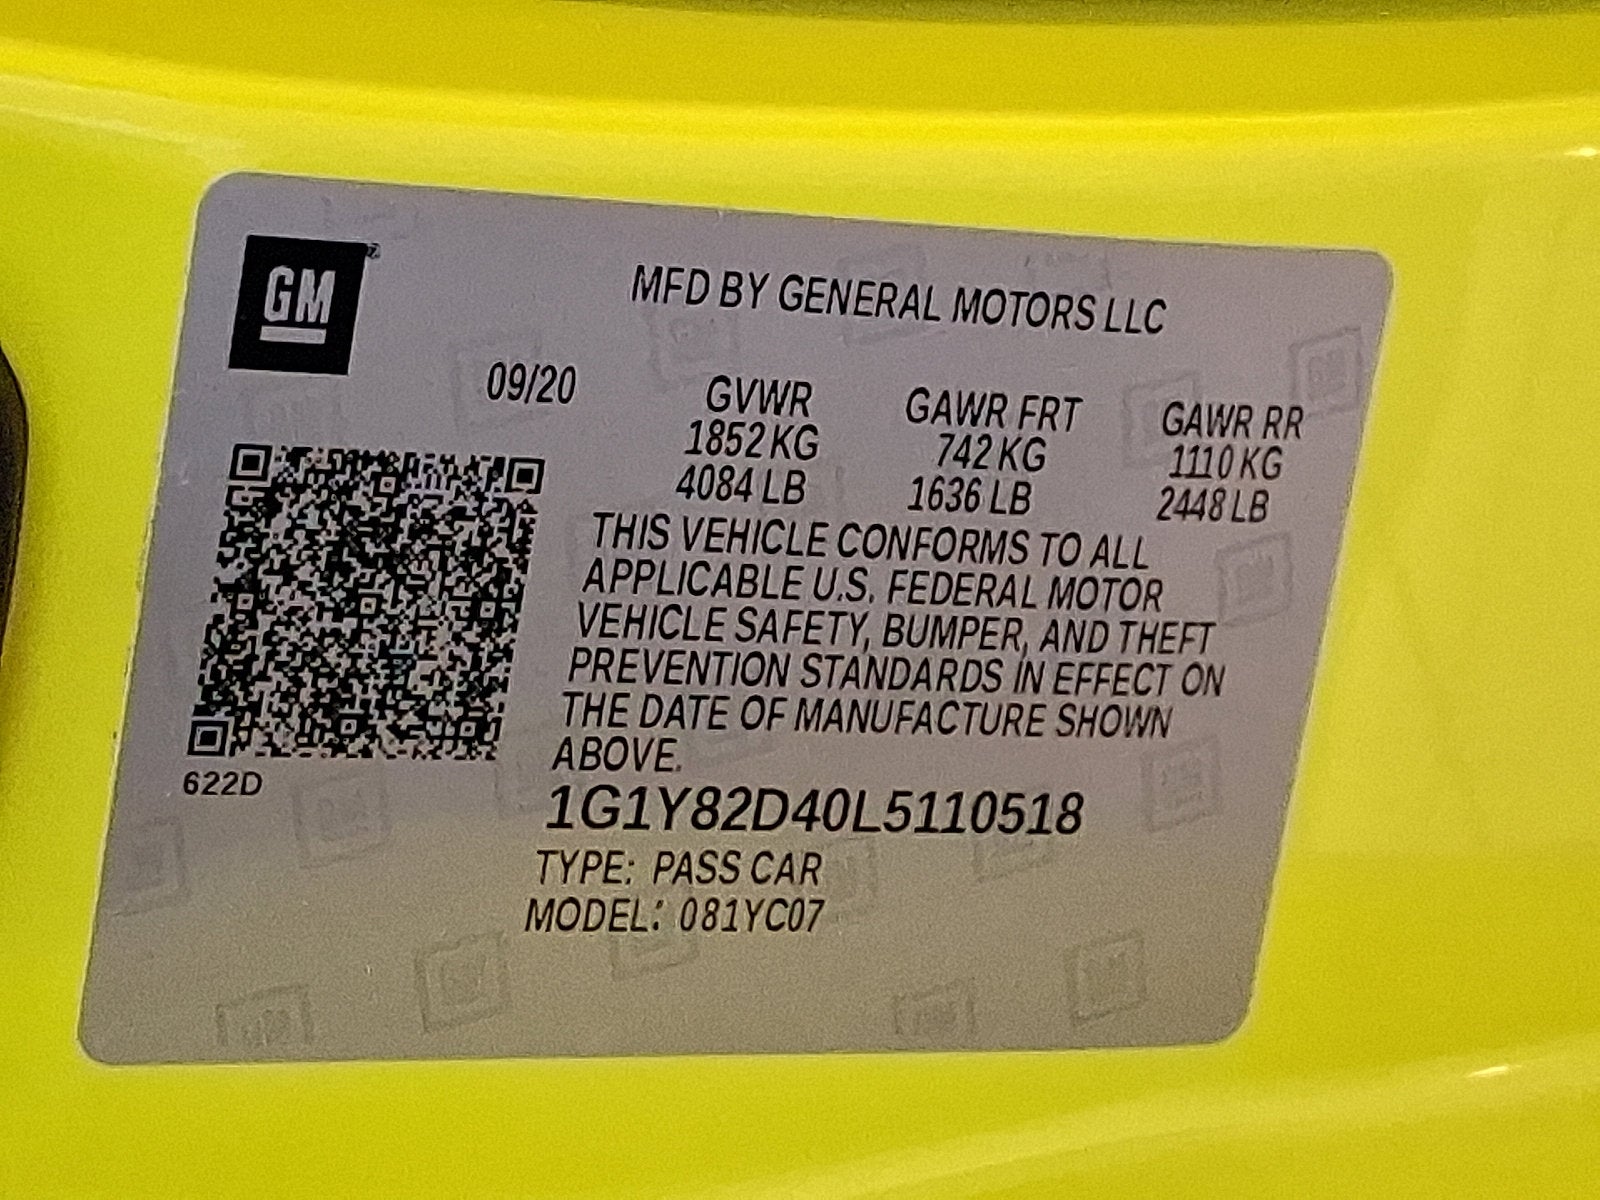 GM
MFD BY GENERAL MOTORS LLC
09/20
GVWR GAWR FRT GAWR RR
1852 KG 742 KG 1110 KG
4084 LB 1636 LB 2448 LB
THIS VEHICLE CONFORMS TO ALL
APPLICABLE U.S. FEDERAL MOTOR
VEHICLE SAFETY, BUMPER, AND THEFT
PREVENTION STANDARDS IN EFFECT ON
THE DATE OF MANUFACTURE SHOWN
ABOVE.
622D
1G1Y82D40L5110518
TYPE: PASS CAR
MODEL: 081YC07